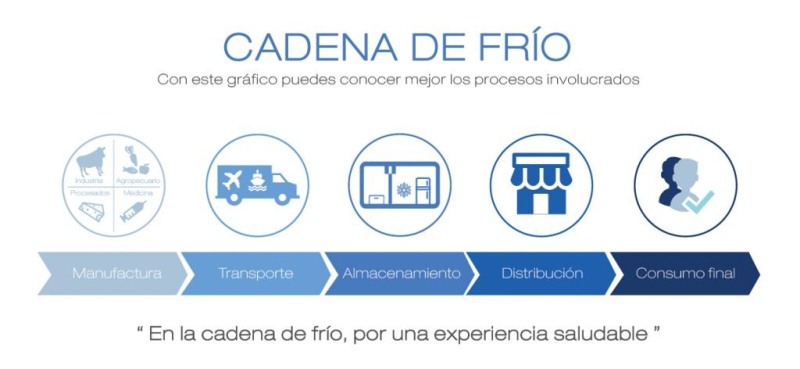 CADENA DE FRÍO
Con este gráfico puedes conocer mejor los procesos involucrados
Industria
Agropecuario
Procesados
Medicina
Manufactura
Transporte
Almacenamiento
Distribución
Consumo final
“ En la cadena de frío, por una experiencia saludable ”